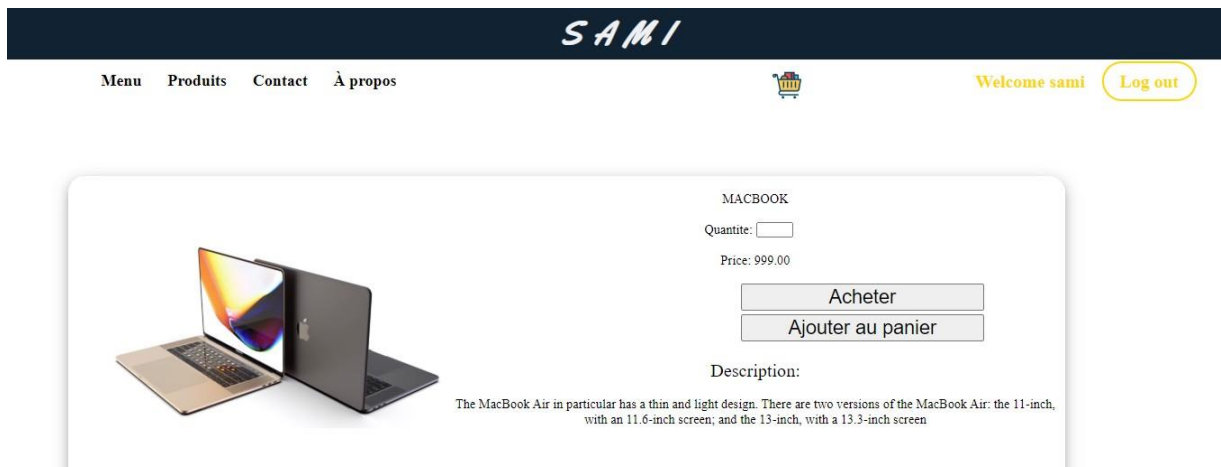 SAMI
Menu Produits Contact À propos Welcome sami Log out
MACBOOK
Quantite:
Price: 999.00
Acheter
Ajouter au panier
Description:
The MacBook Air in particular has a thin and light design. There are two versions of the MacBook Air: the 11-inch,
with an 11.6-inch screen; and the 13-inch, with a 13.3-inch screen